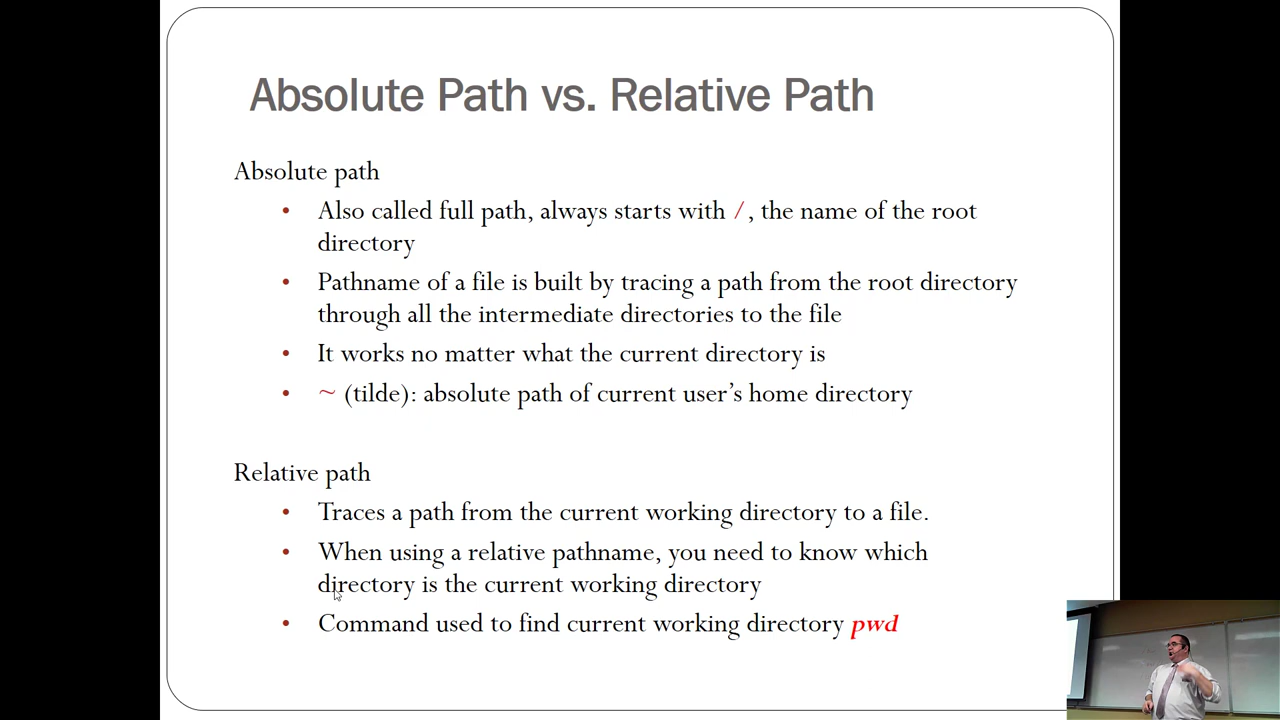 Absolute Path vs. Relative Path
Absolute path
• Also called full path, always starts with /, the name of the root
directory
• Pathname of a file is built by tracing a path from the root directory
through all the intermediate directories to the file
• It works no matter what the current directory is
• ~ (tilde): absolute path of current user’s home directory
Relative path
• Traces a path from the current working directory to a file.
• When using a relative pathname, you need to know which
directory is the current working directory
• Command used to find current working directory pwd